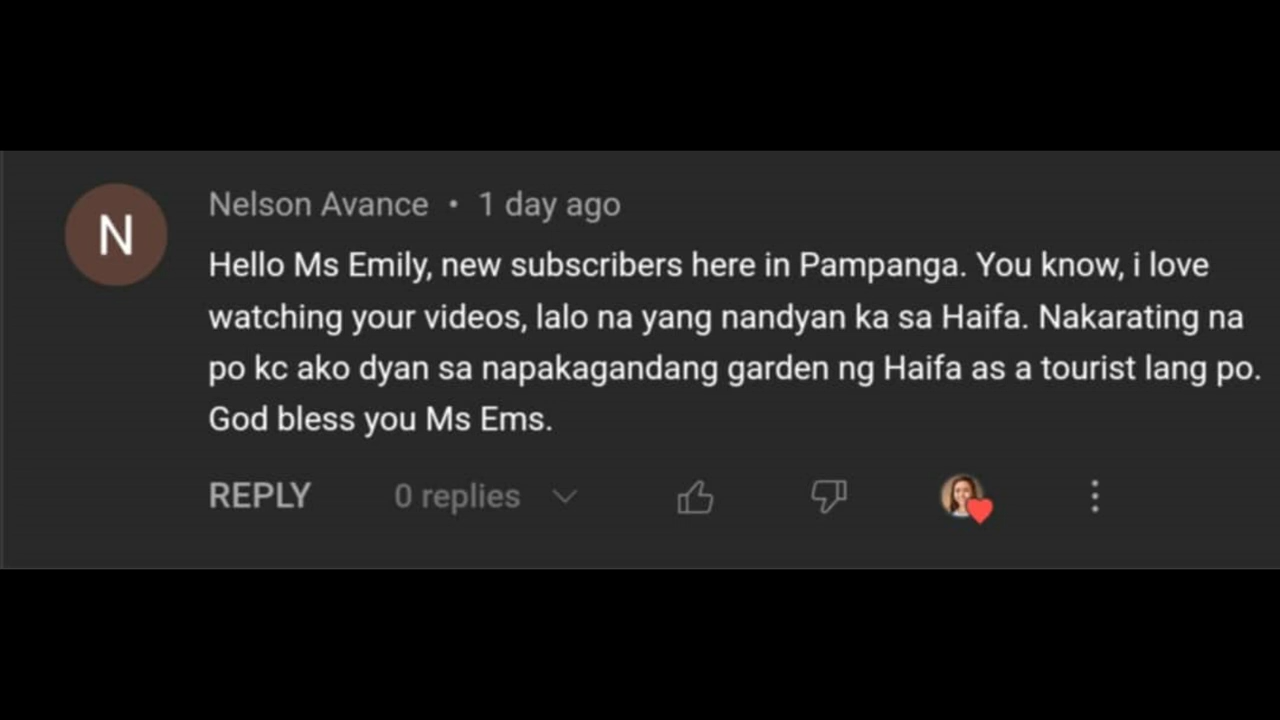 N
Nelson Avance • 1 day ago
Hello Ms Emily, new subscribers here in Pampanga. You know, i love
watching your videos, lalo na yang nandyan ka sa Haifa. Nakarating na
po kc ako dyan sa napakagandang garden ng Haifa as a tourist lang po.
God bless you Ms Ems.
REPLY 0 replies